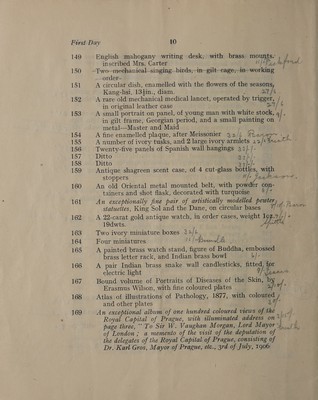 First Day 10
149 English mahogany writing desk, with brass mounts,
inscribed Mrs. Carter
150 Two mechanical singing birds, in gilt cage, in working
order
151 A circular dish, enamelled with the flowers of the seasons,
Kang-hsi. 13¾in., diam.
152 A rare old mechanical medical lancet, operated by trigger,
in original leather case
153 A small portrait on panel, of young man with white stock,
in gilt frame, Georgian period, and a small painting on
metal—Master and Maid
154 A fine enamelled plaque, after Meissonier
155 A number of ivory tusks, and 2 large ivory armlets
156 Twenty-five panels of Spanish wall hangings
157 Ditto
158 Ditto
159 Antique shagreen scent case, of 4 cut-glass bottles, with
stoppers
160 An old Oriental metal mounted belt, with powder con-
tainers and shot flask, decorated with turquoise
161 An exceptionally fine pair of artistically modelled pewter
statuettes, King Sol and the Dane, on circular bases
162 A 22-carat gold antique watch, in order cases, weight 1oz.
19dwts.
163 Two ivory miniature boxes
164 Four miniatures
165 A painted brass watch stand, figure of Buddha, embossed
brass letter rack, and Indian brass bowl
166 A pair Indian brass snake wall candlesticks, fitted for
electric light
167 Bound volume of Portraits of Diseases of the Skin, by
Erasmus Wilson, with fine coloured plates
168 Atlas of illustrations of Pathology, 1877, with coloured
and other plates
169 An exceptional album of one hundred coloured views of the
Royal Capital of Prague, with illuminated address on
page three, "To Sir W. Vaughan Morgan, Lord Mayor
of London; a memento of the visit of the deputation of
the delegates of the Royal Capital of Prague, consisting of
Dr. Karl Gros, Mayor of Prague, etc., 3rd of July, 1906